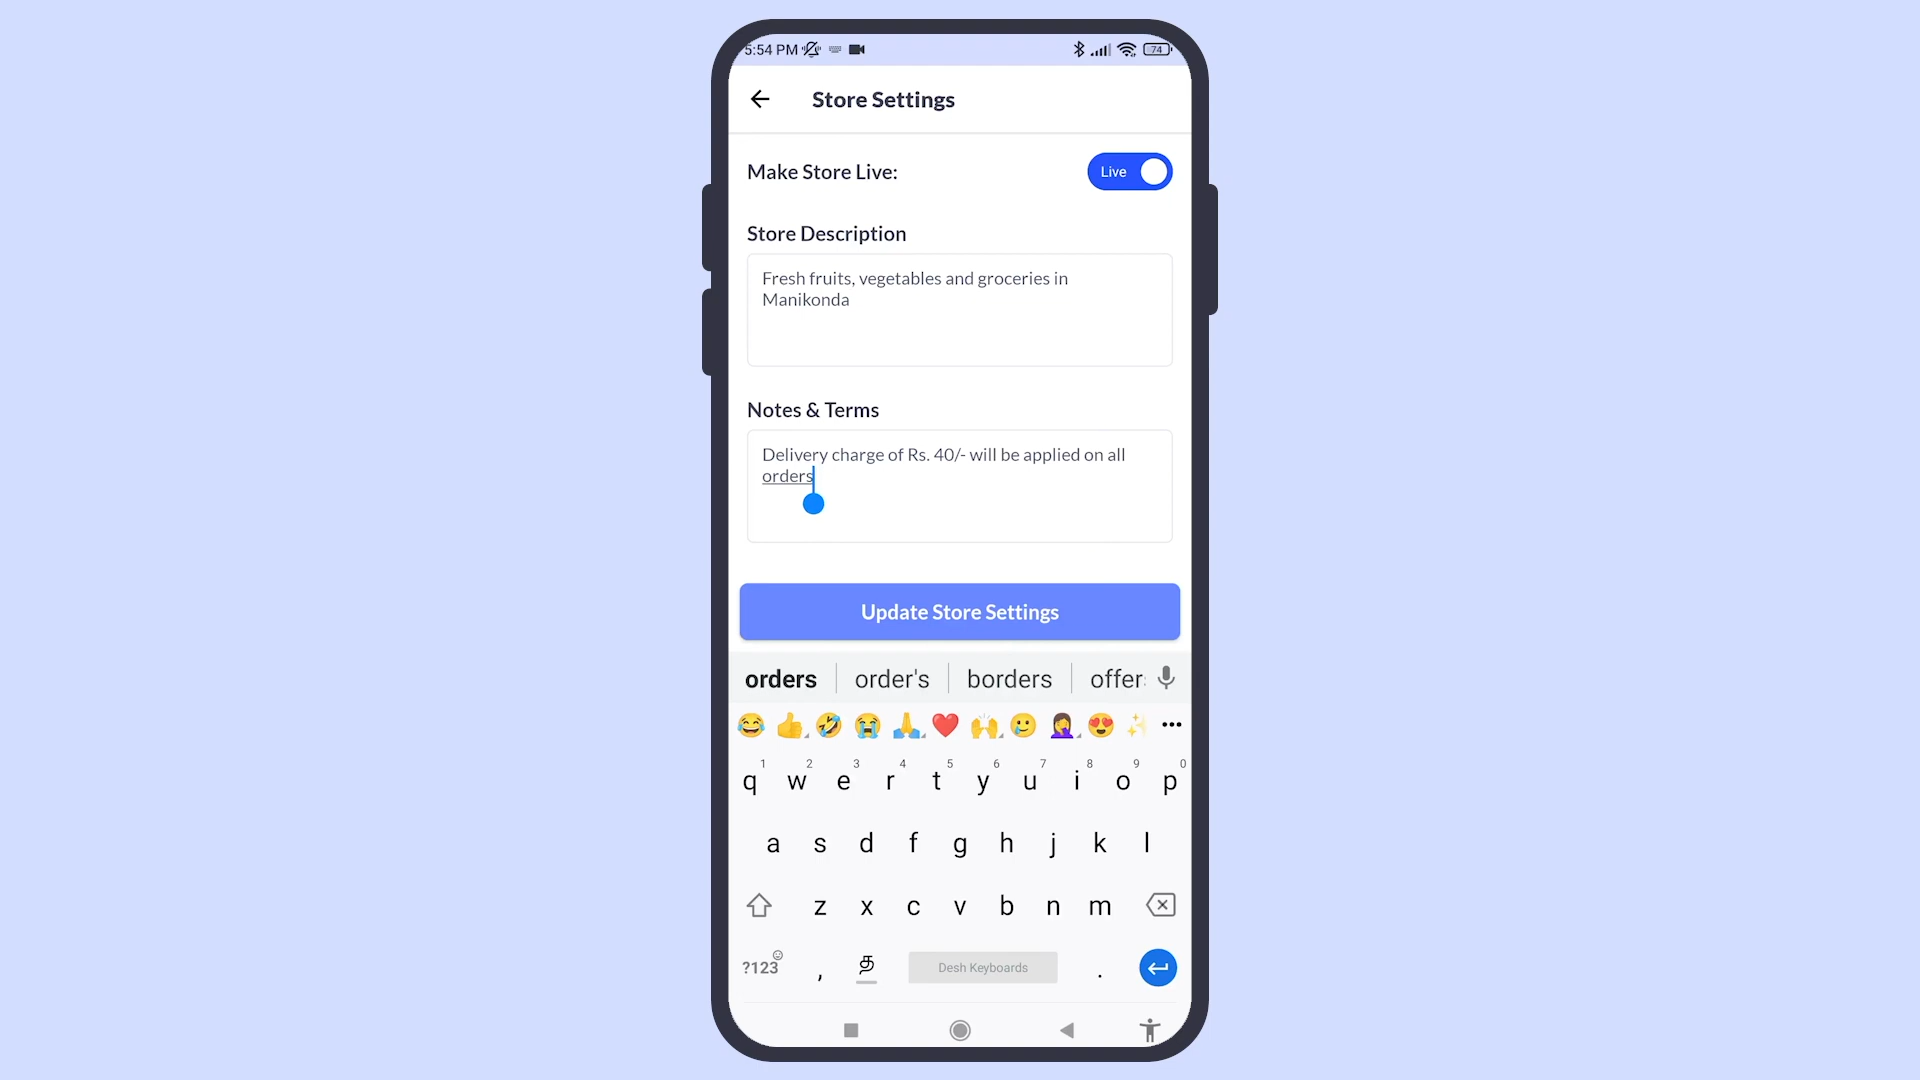 5:54 PM 74
Store Settings
Make Store Live: Live
Store Description
Fresh fruits, vegetables and groceries in
Manikonda
Notes & Terms
Delivery charge of Rs. 40/- will be applied on all
orders
Update Store Settings
orders order's borders offer
1 2 3 4 5 6 7 8 9 0
q w e r t y u i o p
a s d f g h j k l
z x c v b n m
?123 , த Desh Keyboards .